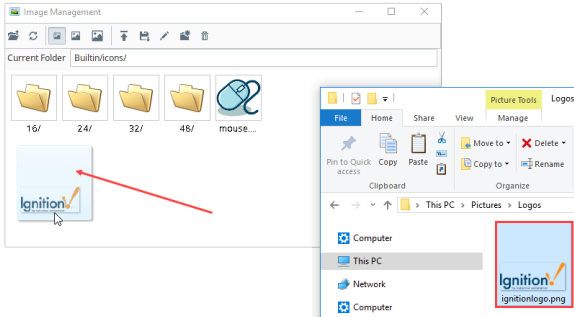 Image Management
Current Folder Builtin/icons/
16/ 24/ 32/ 48/ mouse....
Ignition!
Picture Tools Logos
File Home Share View Manage
Pin to Quick access
Copy
Paste
Move to
Copy to
Delete
Rename
Clipboard
Organize
This PC > Pictures > Logos
Computer
This PC
Network
Computer
Ignition!
ignitionlogo.png